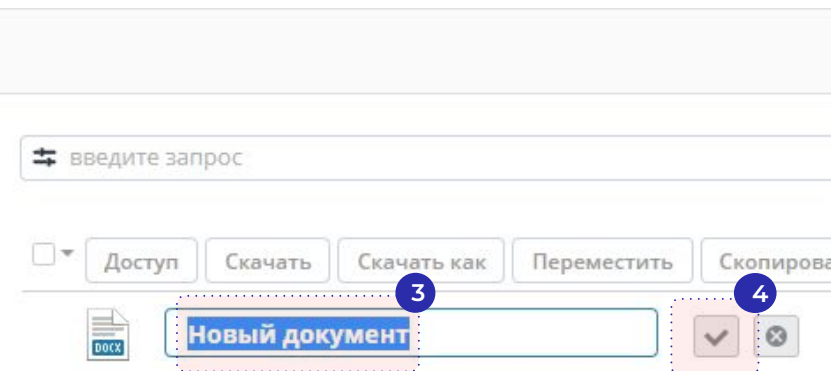 введите запрос
Доступ Скачать Скачать как Переместить Скопирова
3 4
DOCX Новый документ